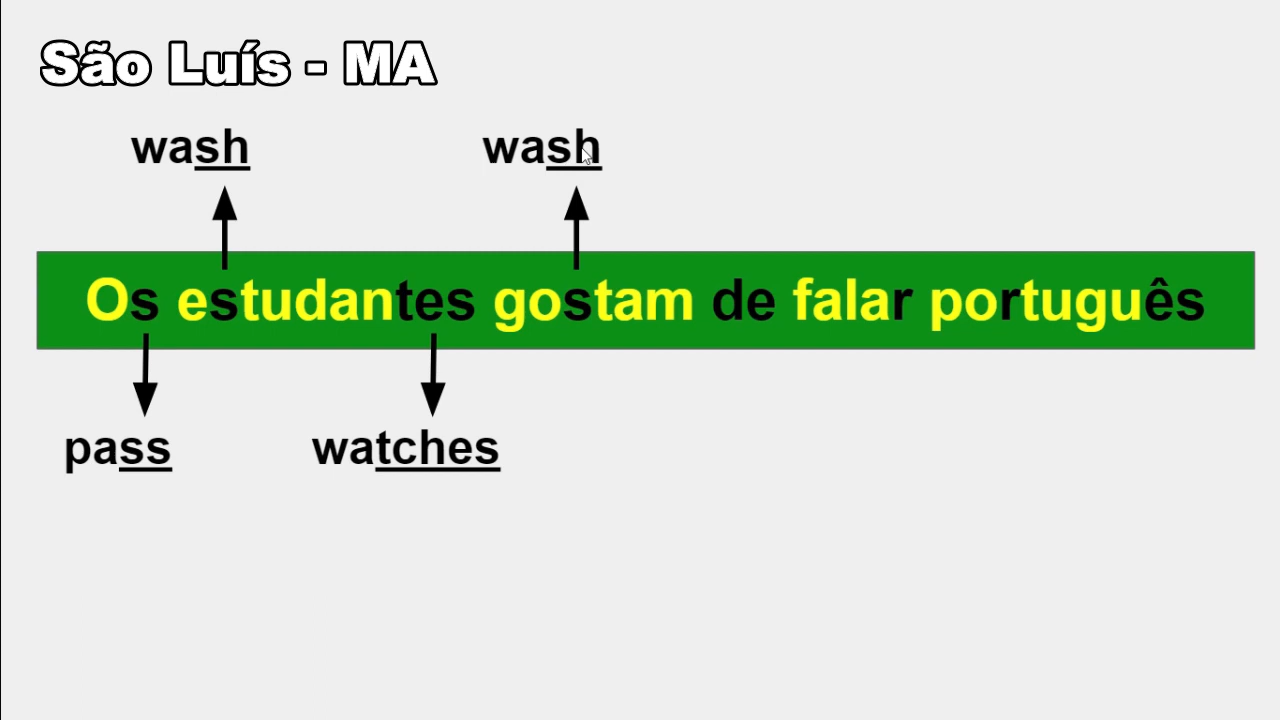 São Luís - MA
wash wash
Os estudantes gostam de falar português
pass watches